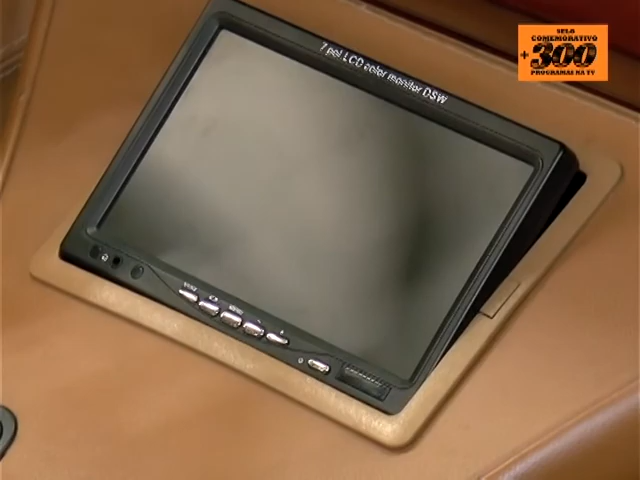 7 pol LCD color monitor DSW
SELO
COMEMORATIVO
+300
PROGRAMAS NA TV